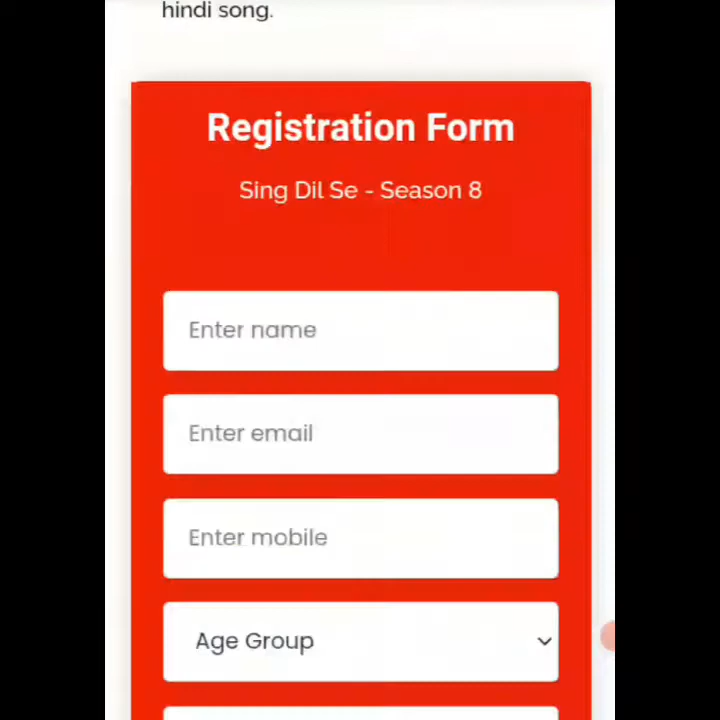 hindi song.
Registration Form
Sing Dil Se - Season 8
Enter name
Enter email
Enter mobile
Age Group